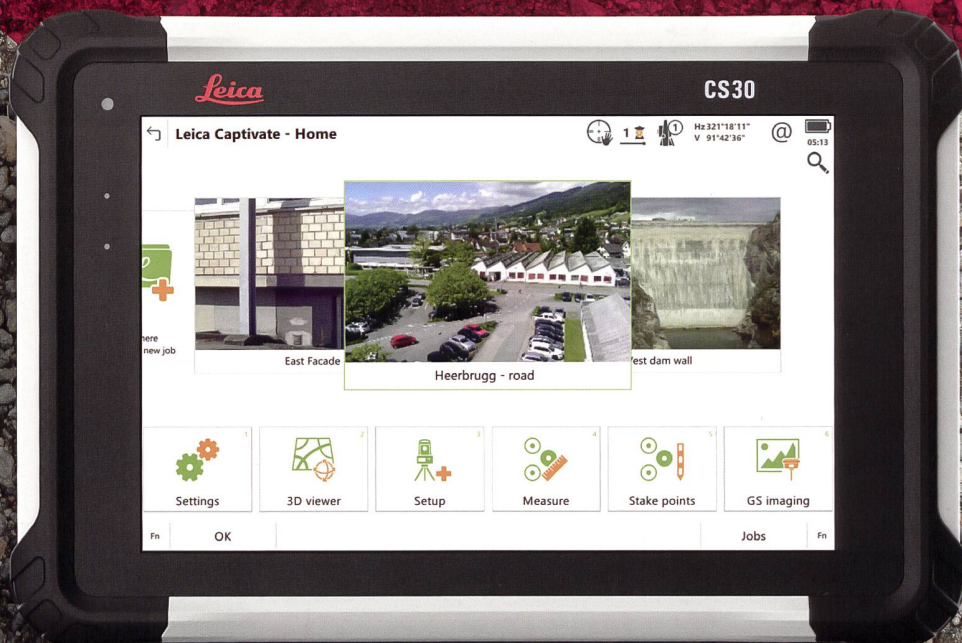 Leica
CS30
Leica Captivate - Home
1
1
Hz 321°18'11"
V 91°42'36"
@
05:13
new job
East Facade
Heerbrugg - road
est dam wall
1
2
3
4
5
6
Settings
3D viewer
Setup
Measure
Stake points
GS imaging
Fn
OK
Jobs
Fn